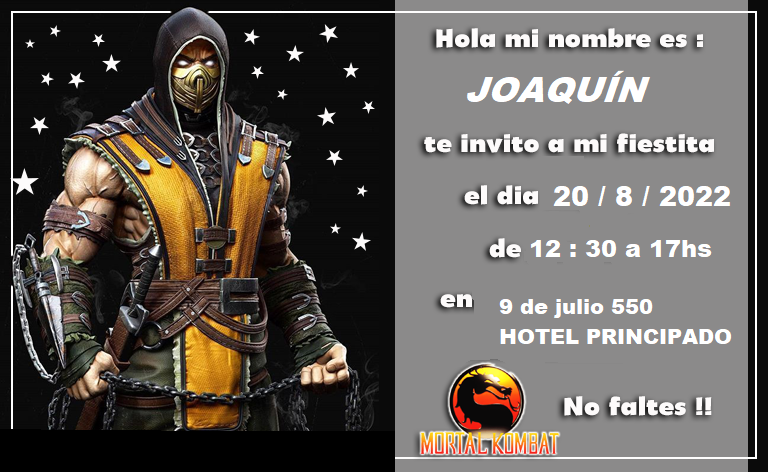 Hola mi nombre es :
JOAQUÍN
te invito a mi fiestita
el dia 20 / 8 / 2022
de 12 : 30 a 17hs
en 9 de julio 550
HOTEL PRINCIPADO
No faltes !!
MORTAL KOMBAT